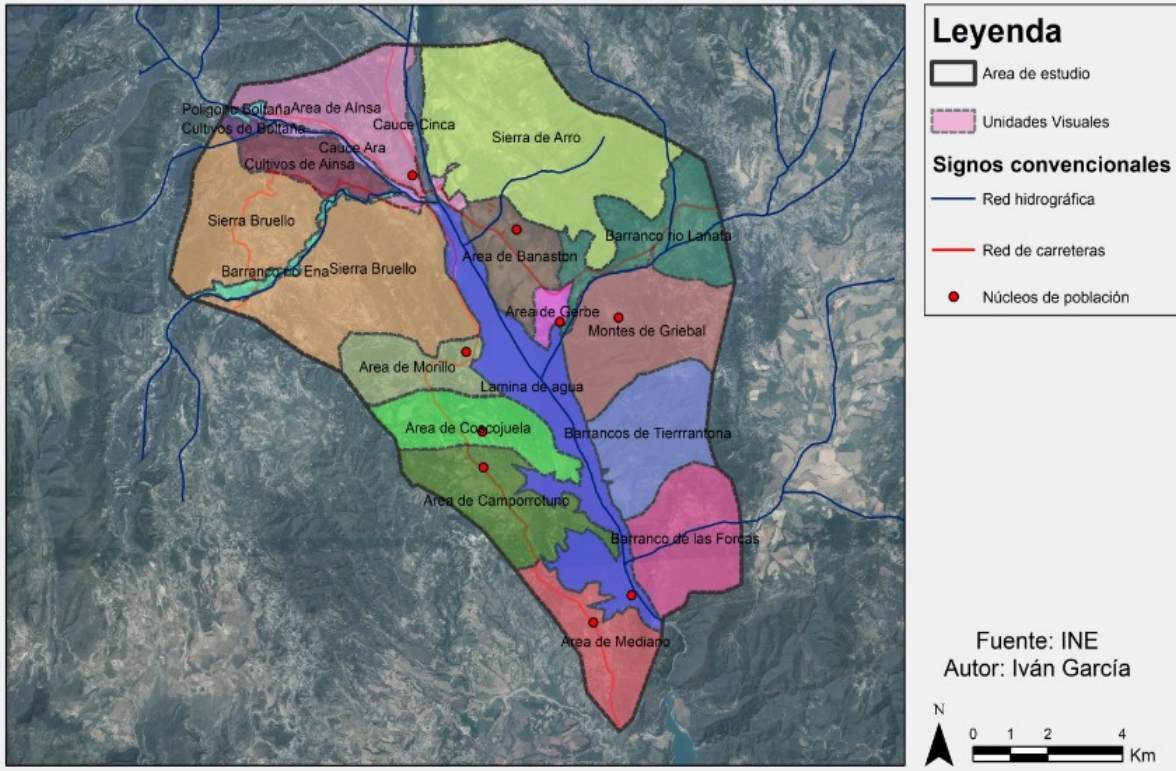 Poligono Boltaña
Area de Aínsa
Cultivos de Boltaña
Cauce Cinca
Cauce Ara
Cultivos de Ainsa
Sierra de Arro
Sierra Bruello
Barranco rio Ena
Sierra Bruello
Area de Banaston
Barranco rio Lanata
Area de Gerbe
Montes de Griebal
Area de Morillo
Lamina de agua
Area de Coscojuela
Barrancos de Tierrrantona
Area de Camporrotuno
Barranco de las Forcas
Area de Mediano
Leyenda
Area de estudio
Unidades Visuales
Signos convencionales
Red hidrográfica
Red de carreteras
Núcleos de población
Fuente: INE
Autor: Iván García
N
0 1 2 4
Km